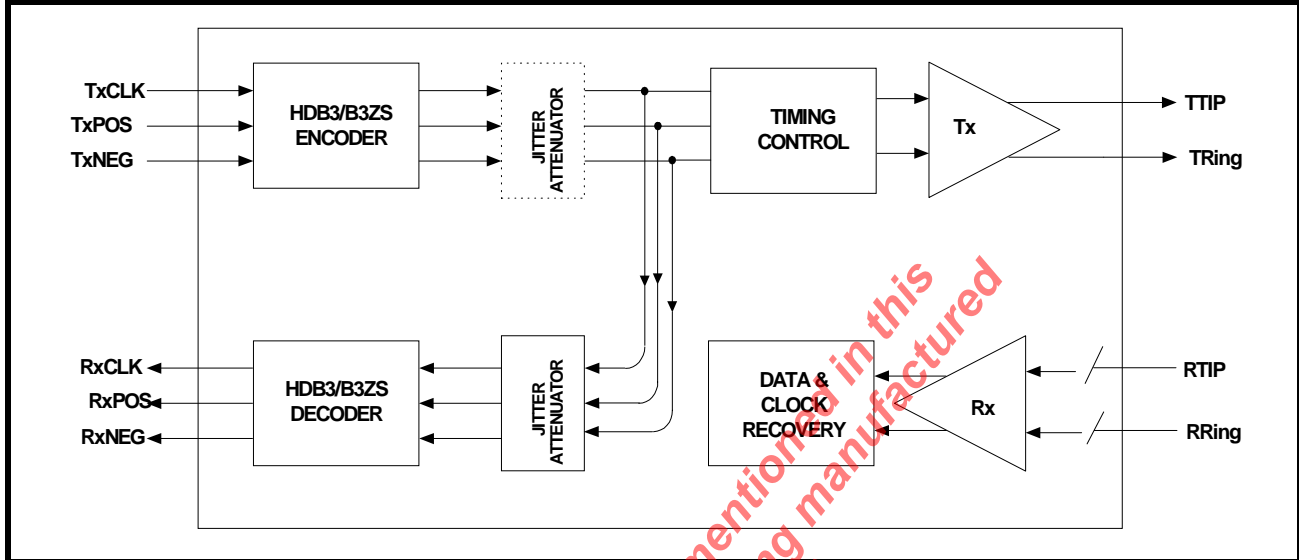 TxCLK
TxPOS
TxNEG
HDB3/B3ZS
ENCODER
JITTER
ATTENUATOR
TIMING
CONTROL
Tx
TTIP
TRing
RxCLK
RxPOS
RxNEG
HDB3/B3ZS
DECODER
JITTER
ATTENUATOR
DATA &
CLOCK
RECOVERY
Rx
RTIP
RRing
mentioned in this
ng manufactured